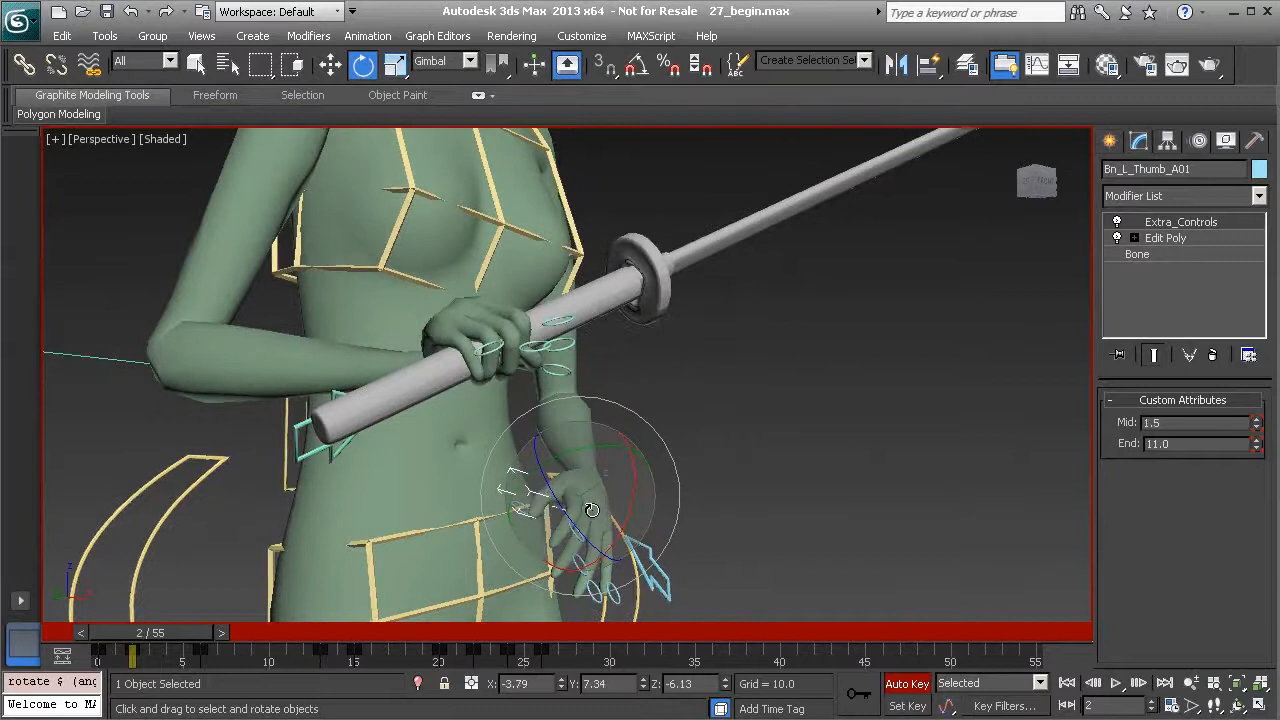 Autodesk 3ds Max 2013 x64 - Not for Resale 27_begin.max
Workspace: Default
Type a keyword or phrase
Edit Tools Group Views Create Modifiers Animation Graph Editors Rendering Customize MAXScript Help
All
Gimbal
Create Selection Se
Graphite Modeling Tools Freeform Selection Object Paint
Polygon Modeling
[+] [Perspective] [Shaded]
Bn_L_Thumb_A01
Modifier List
Extra_Controls
Edit Poly
Bone
Custom Attributes
Mid: 1.5
End: 11.0
2 / 55
0 5 10 15 20 25 30 35 40 45 50 55
rotate $ (ang
1 Object Selected
X: -3.79 Y: 7.34 Z: -6.13 Grid = 10.0
Auto Key Selected
Welcome to MA
Click and drag to select and rotate objects
Add Time Tag
Set Key Key Filters... 2